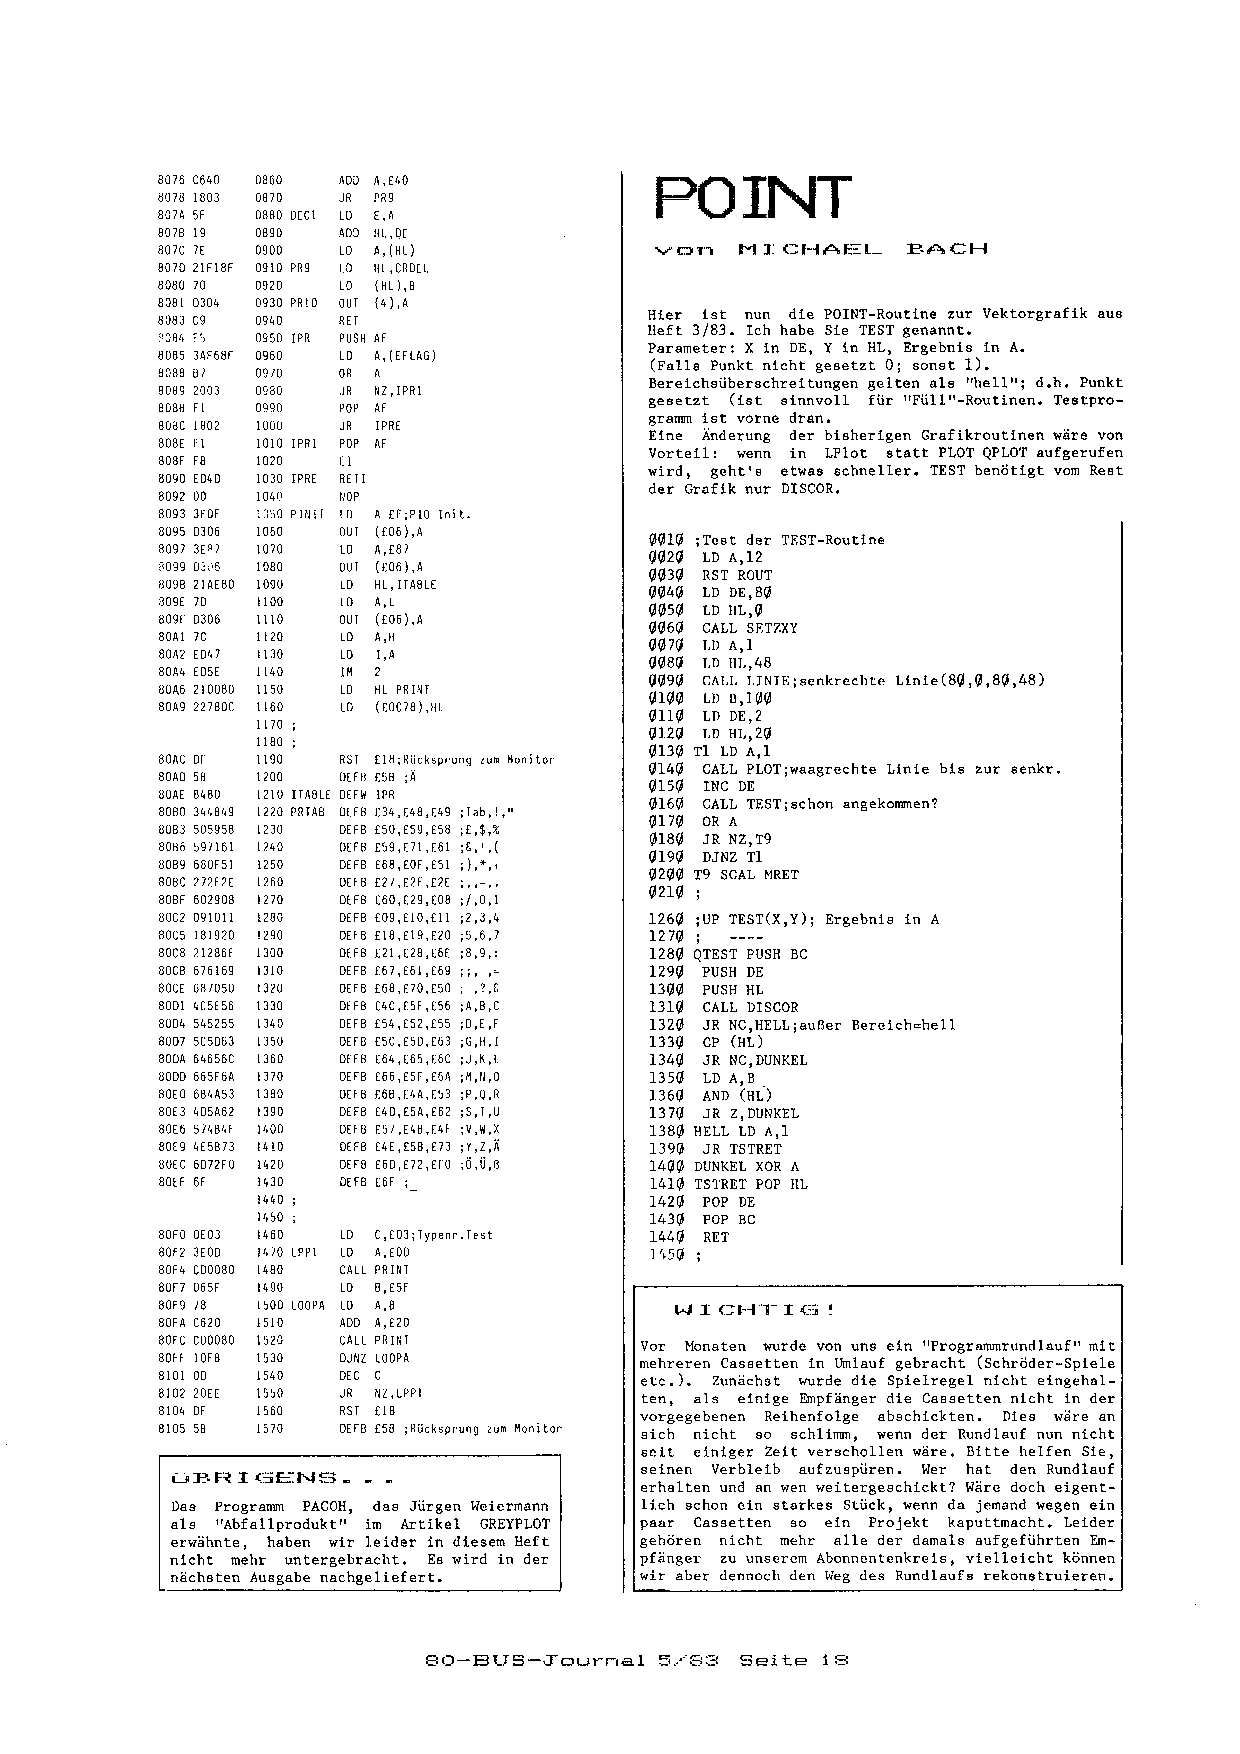 8076 C640 0860 ADD A,£40
8078 1803 0870 JR PR9
807A 5F 0880 DEC1 LD E,A
807B 19 0890 ADD HL,DE
807C 7E 0900 LD A,(HL)
807D 21F18F 0910 PR9 LD HL,CRDEL
8080 70 0920 LD (HL),B
8081 D304 0930 PRIO OUT (4),A
8083 C9 0940 RET
8084 F5 0950 IPR PUSH AF
8085 3AF68F 0960 LD A,(EFLAG)
8088 B7 0970 OR A
8089 2003 0980 JR NZ,IPR1
808B F1 0990 POP AF
808C 1802 1000 JR IPRE
808E F1 1010 IPR1 POP AF
808F FB 1020 EI
8090 ED4D 1030 IPRE RETI
8092 00 1040 NOP
8093 3E0F 1050 PINIT LD A £F;PIO Init.
8095 D306 1060 OUT (£06),A
8097 3E87 1070 LD A,£87
8099 D306 1080 OUT (£06),A
809B 21AE80 1090 LD HL,ITABLE
809E 7D 1100 LD A,L
809F D306 1110 OUT (£06),A
80A1 7C 1120 LD A,H
80A2 ED47 1130 LD I,A
80A4 ED5E 1140 IM 2
80A6 210080 1150 LD HL PRINT
80A9 22780C 1160 LD (£0C78),HL
1170 ;
1180 ;
80AC DF 1190 RST £18;Rücksprung zum Monitor
80AD 5B 1200 DEFB £5B ;Ä
80AE 8480 1210 ITABLE DEFW IPR
80B0 344849 1220 PRTAB DEFB £34,£48,£49 ;Tab,!,"
80B3 505958 1230 DEFB £50,£59,£58 ;£,$,%
80B6 597161 1240 DEFB £59,£71,£61 ;&,',(
80B9 680F51 1250 DEFB £68,£0F,£51 ;),*,+
80BC 272F2E 1260 DEFB £27,£2F,£2E ;,,-,.
80BF 602908 1270 DEFB £60,£29,£08 ;/,0,1
80C2 091011 1280 DEFB £09,£10,£11 ;2,3,4
80C5 181920 1290 DEFB £18,£19,£20 ;5,6,7
80C8 21286F 1300 DEFB £21,£28,£6E ;8,9,:
80CB 676169 1310 DEFB £67,£61,£69 ;;, ,=
80CE 687050 1320 DEFB £68,£70,£50 ; ,?,§
80D1 4C5E56 1330 DEFB £4C,£5F,£56 ;A,B,C
80D4 545255 1340 DEFB £54,£52,£55 ;D,E,F
80D7 5C5D63 1350 DEFB £5C,£5D,£63 ;G,H,I
80DA 64656C 1360 DEFB £64,£65,£6C ;J,K,L
80DD 665F6A 1370 DEFB £66,£5F,£6A ;M,N,O
80E0 6B4A53 1380 DEFB £6B,£4A,£53 ;P,Q,R
80E3 4D5A62 1390 DEFB £4D,£5A,£62 ;S,T,U
80E6 574B4F 1400 DEFB £57,£4B,£4F ;V,W,X
80E9 4E5B73 1410 DEFB £4E,£5B,£73 ;Y,Z,Ä
80EC 6D72F0 1420 DEFB £6D,£72,£F0 ;Ö,Ü,ß
80EF 6F 1430 DEFB £6F ;_
1440 ;
1450 ;
80F0 0E03 1460 LD C,£03;Typenr.Test
80F2 3E0D 1470 LPP1 LD A,£0D
80F4 CD0080 1480 CALL PRINT
80F7 065F 1490 LD B,£5F
80F9 78 1500 LOOPA LD A,B
80FA C620 1510 ADD A,£20
80FC CD0080 1520 CALL PRINT
80FF 10F8 1530 DJNZ LOOPA
8101 0D 1540 DEC C
8102 20EE 1550 JR NZ,LPP1
8104 DF 1560 RST £18
8105 5B 1570 DEFB £5B ;Rücksprung zum Monitor
ÜBRIGENS...
Das Programm PACOH, das Jürgen Weiermann
als "Abfallprodukt" im Artikel GREYPLOT
erwähnte, haben wir leider in diesem Heft
nicht mehr untergebracht. Es wird in der
nächsten Ausgabe nachgeliefert.
POINT
von MICHAEL BACH
Hier ist nun die POINT-Routine zur Vektorgrafik aus
Heft 3/83. Ich habe Sie TEST genannt.
Parameter: X in DE, Y in HL, Ergebnis in A.
(Falls Punkt nicht gesetzt 0; sonst 1).
Bereichsüberschreitungen gelten als "hell"; d.h. Punkt
gesetzt (ist sinnvoll für "Füll"-Routinen. Testpro-
gramm ist vorne dran.
Eine Änderung der bisherigen Grafikroutinen wäre von
Vorteil: wenn in LPlot statt PLOT QPLOT aufgerufen
wird, geht's etwas schneller. TEST benötigt vom Rest
der Grafik nur DISCOR.
0010 ;Test der TEST-Routine
0020 LD A,12
0030 RST ROUT
0040 LD DE,80
0050 LD HL,0
0060 CALL SETZXY
0070 LD A,1
0080 LD HL,48
0090 CALL LINIE;senkrechte Linie(80,0,80,48)
0100 LD B,100
0110 LD DE,2
0120 LD HL,20
0130 T1 LD A,1
0140 CALL PLOT;waagrechte Linie bis zur senkr.
0150 INC DE
0160 CALL TEST;schon angekommen?
0170 OR A
0180 JR NZ,T9
0190 DJNZ T1
0200 T9 SCAL MRET
0210 ;
1260 ;UP TEST(X,Y); Ergebnis in A
1270 ; ----
1280 QTEST PUSH BC
1290 PUSH DE
1300 PUSH HL
1310 CALL DISCOR
1320 JR NC,HELL;außer Bereich=hell
1330 CP (HL)
1340 JR NC,DUNKEL
1350 LD A,B
1360 AND (HL)
1370 JR Z,DUNKEL
1380 HELL LD A,1
1390 JR TSTRET
1400 DUNKEL XOR A
1410 TSTRET POP HL
1420 POP DE
1430 POP BC
1440 RET
1450 ;
WICHTIG!
Vor Monaten wurde von uns ein "Programmrundlauf" mit
mehreren Cassetten in Umlauf gebracht (Schröder-Spiele
etc.). Zunächst wurde die Spielregel nicht eingehal-
ten, als einige Empfänger die Cassetten nicht in der
vorgegebenen Reihenfolge abschickten. Dies wäre an
sich nicht so schlimm, wenn der Rundlauf nun nicht
seit einiger Zeit verschollen wäre. Bitte helfen Sie,
seinen Verbleib aufzuspüren. Wer hat den Rundlauf
erhalten und an wen weitergeschickt? Wäre doch eigent-
lich schon ein starkes Stück, wenn da jemand wegen ein
paar Cassetten so ein Projekt kaputtmacht. Leider
gehören nicht mehr alle der damals aufgeführten Em-
pfänger zu unserem Abonnentenkreis, vielleicht können
wir aber dennoch den Weg des Rundlaufs rekonstruieren.
80-BUS-Journal 5/83 Seite 18